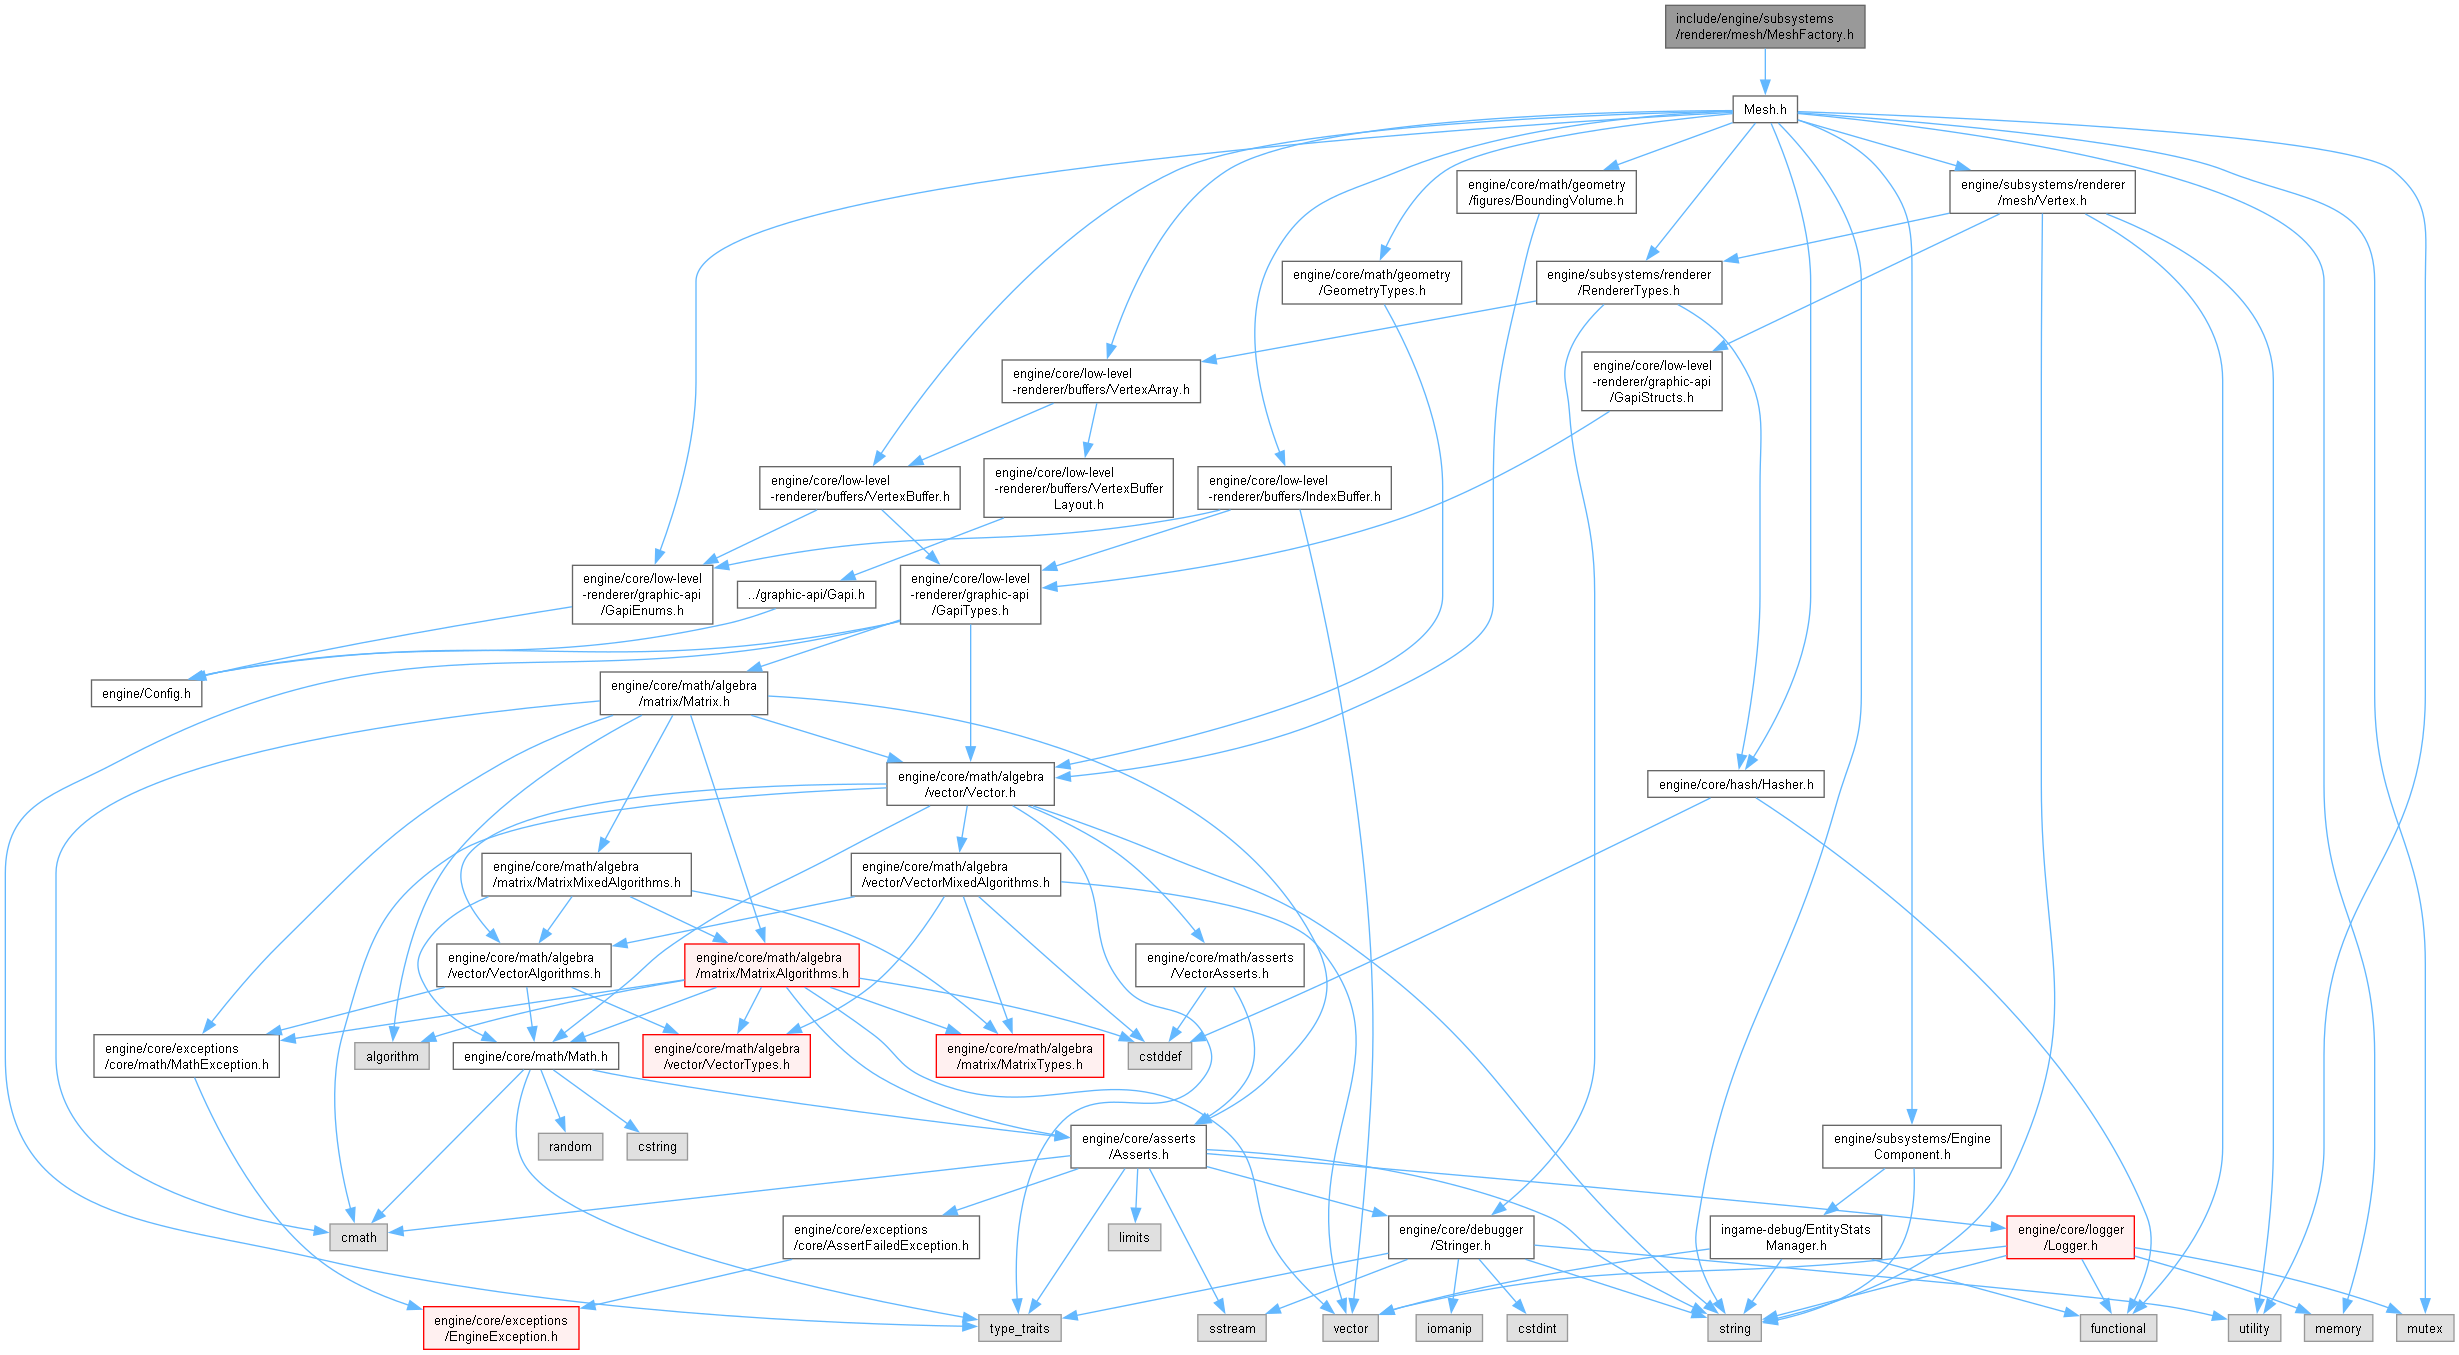 include/engine/subsystems
/renderer/mesh/MeshFactory.h
Mesh.h
engine/core/math/geometry
/figures/BoundingVolume.h
engine/subsystems/renderer
/mesh/Vertex.h
engine/core/math/geometry
/GeometryTypes.h
engine/subsystems/renderer
/RendererTypes.h
engine/core/low-level
-renderer/buffers/VertexArray.h
engine/core/low-level
-renderer/graphic-api
/GapiStructs.h
engine/core/low-level
-renderer/buffers/VertexBuffer.h
engine/core/low-level
-renderer/buffers/VertexBuffer
Layout.h
engine/core/low-level
-renderer/buffers/IndexBuffer.h
engine/core/low-level
-renderer/graphic-api
/GapiEnums.h
../graphic-api/Gapi.h
engine/core/low-level
-renderer/graphic-api
/GapiTypes.h
engine/Config.h
engine/core/math/algebra
/matrix/Matrix.h
engine/core/math/algebra
/vector/Vector.h
engine/core/hash/Hasher.h
engine/core/math/algebra
/matrix/MatrixMixedAlgorithms.h
engine/core/math/algebra
/vector/VectorMixedAlgorithms.h
engine/core/math/algebra
/vector/VectorAlgorithms.h
engine/core/math/algebra
/matrix/MatrixAlgorithms.h
engine/core/math/asserts
/VectorAsserts.h
engine/core/exceptions
/core/math/MathException.h
algorithm
engine/core/math/Math.h
engine/core/math/algebra
/vector/VectorTypes.h
engine/core/math/algebra
/matrix/MatrixTypes.h
cstddef
random
cstring
engine/core/asserts
/Asserts.h
engine/subsystems/Engine
Component.h
cmath
engine/core/exceptions
/core/AssertFailedException.h
limits
engine/core/debugger
/Stringer.h
ingame-debug/EntityStats
Manager.h
engine/core/logger
/Logger.h
engine/core/exceptions
/EngineException.h
type_traits
sstream
vector
iomanip
cstdint
string
functional
utility
memory
mutex